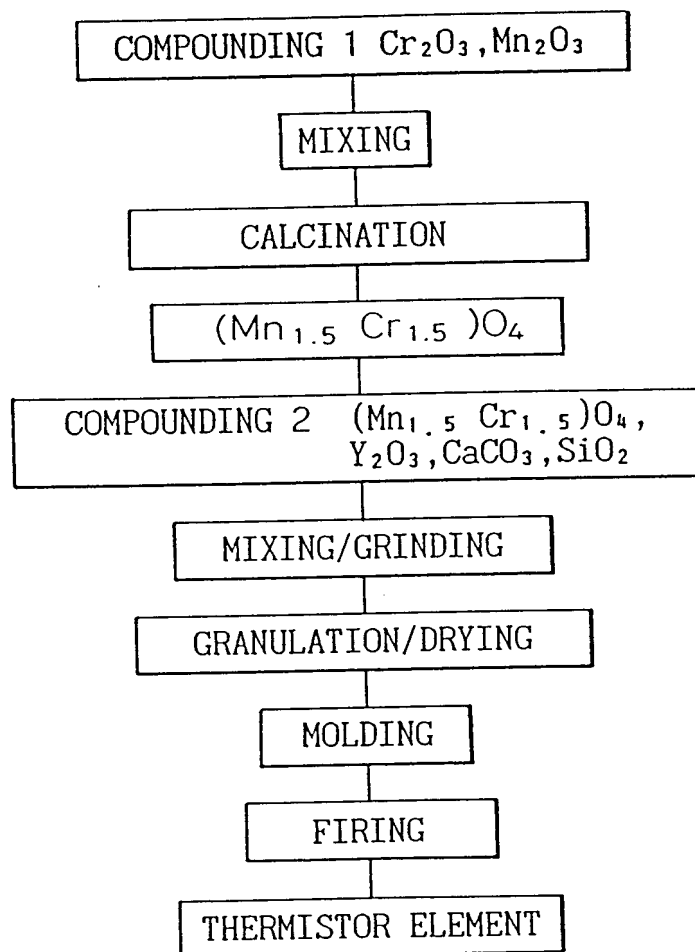 COMPOUNDING 1 Cr₂O₃,Mn₂O₃
MIXING
CALCINATION
(Mn₁.₅ Cr₁.₅ )O₄
COMPOUNDING 2 (Mn₁.₅ Cr₁.₅)O₄,
Y₂O₃,CaCO₃,SiO₂
MIXING/GRINDING
GRANULATION/DRYING
MOLDING
FIRING
THERMISTOR ELEMENT